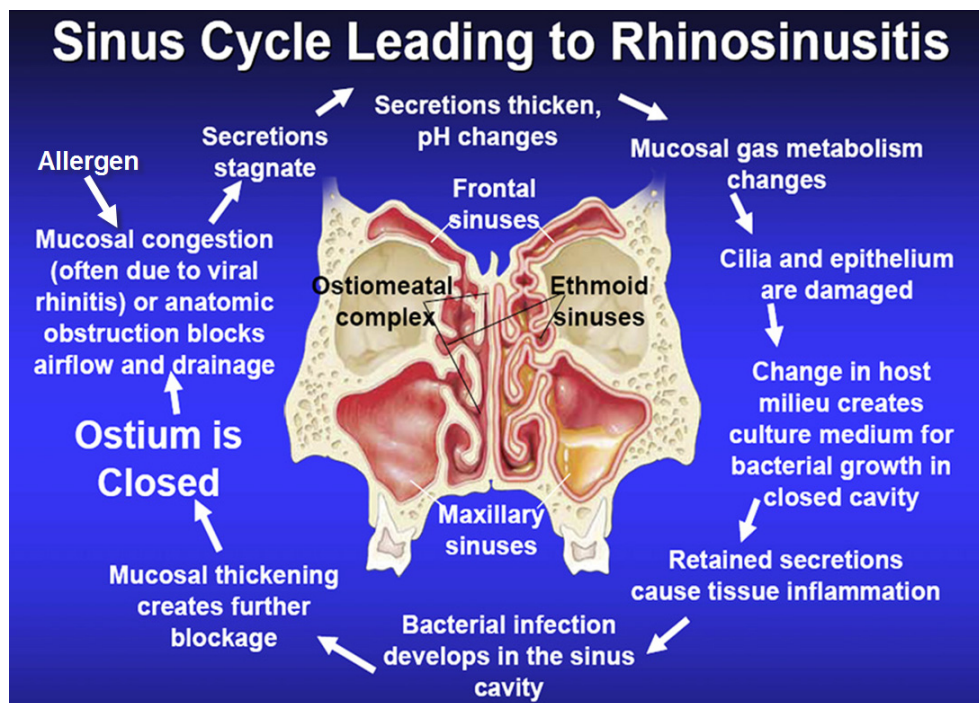 Sinus Cycle Leading to Rhinosinusitis
Secretions thicken,
pH changes
Mucosal gas metabolism
changes
Cilia and epithelium
are damaged
Change in host
milieu creates
culture medium for
bacterial growth in
closed cavity
Retained secretions
cause tissue inflammation
Bacterial infection
develops in the sinus
cavity
Mucosal thickening
creates further
blockage
Ostium is
Closed
Allergen
Mucosal congestion
(often due to viral
rhinitis) or anatomic
obstruction blocks
airflow and drainage
Secretions
stagnate
Frontal
sinuses
Ostiomeatal
complex
Ethmoid
sinuses
Maxillary
sinuses